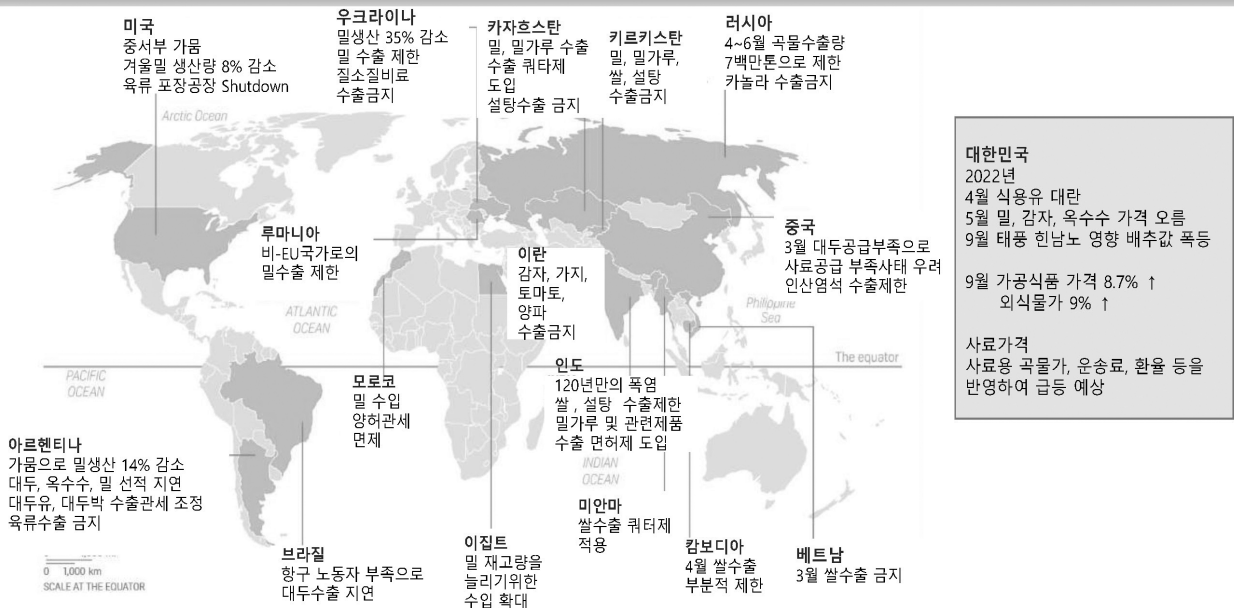 미국
중서부 가뭄
겨울밀 생산량 8% 감소
육류 포장공장 Shutdown
우크라이나
밀생산 35% 감소
밀 수출 제한
질소질비료
수출금지
카자흐스탄
밀, 밀가루 수출
수출 쿼타제
도입
설탕수출 금지
키르키스탄
밀, 밀가루,
쌀, 설탕
수출금지
러시아
4~6월 곡물수출량
7백만톤으로 제한
카놀라 수출금지
Arctic Ocean
루마니아
비-EU국가로의
밀수출 제한
이란
감자, 가지,
토마토,
양파
수출금지
중국
3월 대두공급부족으로
사료공급 부족사태 우려
인산염석 수출제한
ATLANTIC
OCEAN
Philippine
Sea
The equator
PACIFIC
OCEAN
모로코
밀 수입
양허관세
면제
인도
120년만의 폭염
쌀 , 설탕 수출제한
밀가루 및 관련제품
수출 면허제 도입
INDIAN
OCEAN
아르헨티나
가뭄으로 밀생산 14% 감소
대두, 옥수수, 밀 선적 지연
대두유, 대두박 수출관세 조정
육류수출 금지
미얀마
쌀수출 쿼터제
적용
브라질
항구 노동자 부족으로
대두수출 지연
이집트
밀 재고량을
늘리기위한
수입 확대
캄보디아
4월 쌀수출
부분적 제한
베트남
3월 쌀수출 금지
0 1,000 km
SCALE AT THE EQUATOR
대한민국
2022년
4월 식용유 대란
5월 밀, 감자, 옥수수 가격 오름
9월 태풍 힌남노 영향 배추값 폭등
9월 가공식품 가격 8.7% ↑
외식물가 9% ↑
사료가격
사료용 곡물가, 운송료, 환율 등을
반영하여 급등 예상